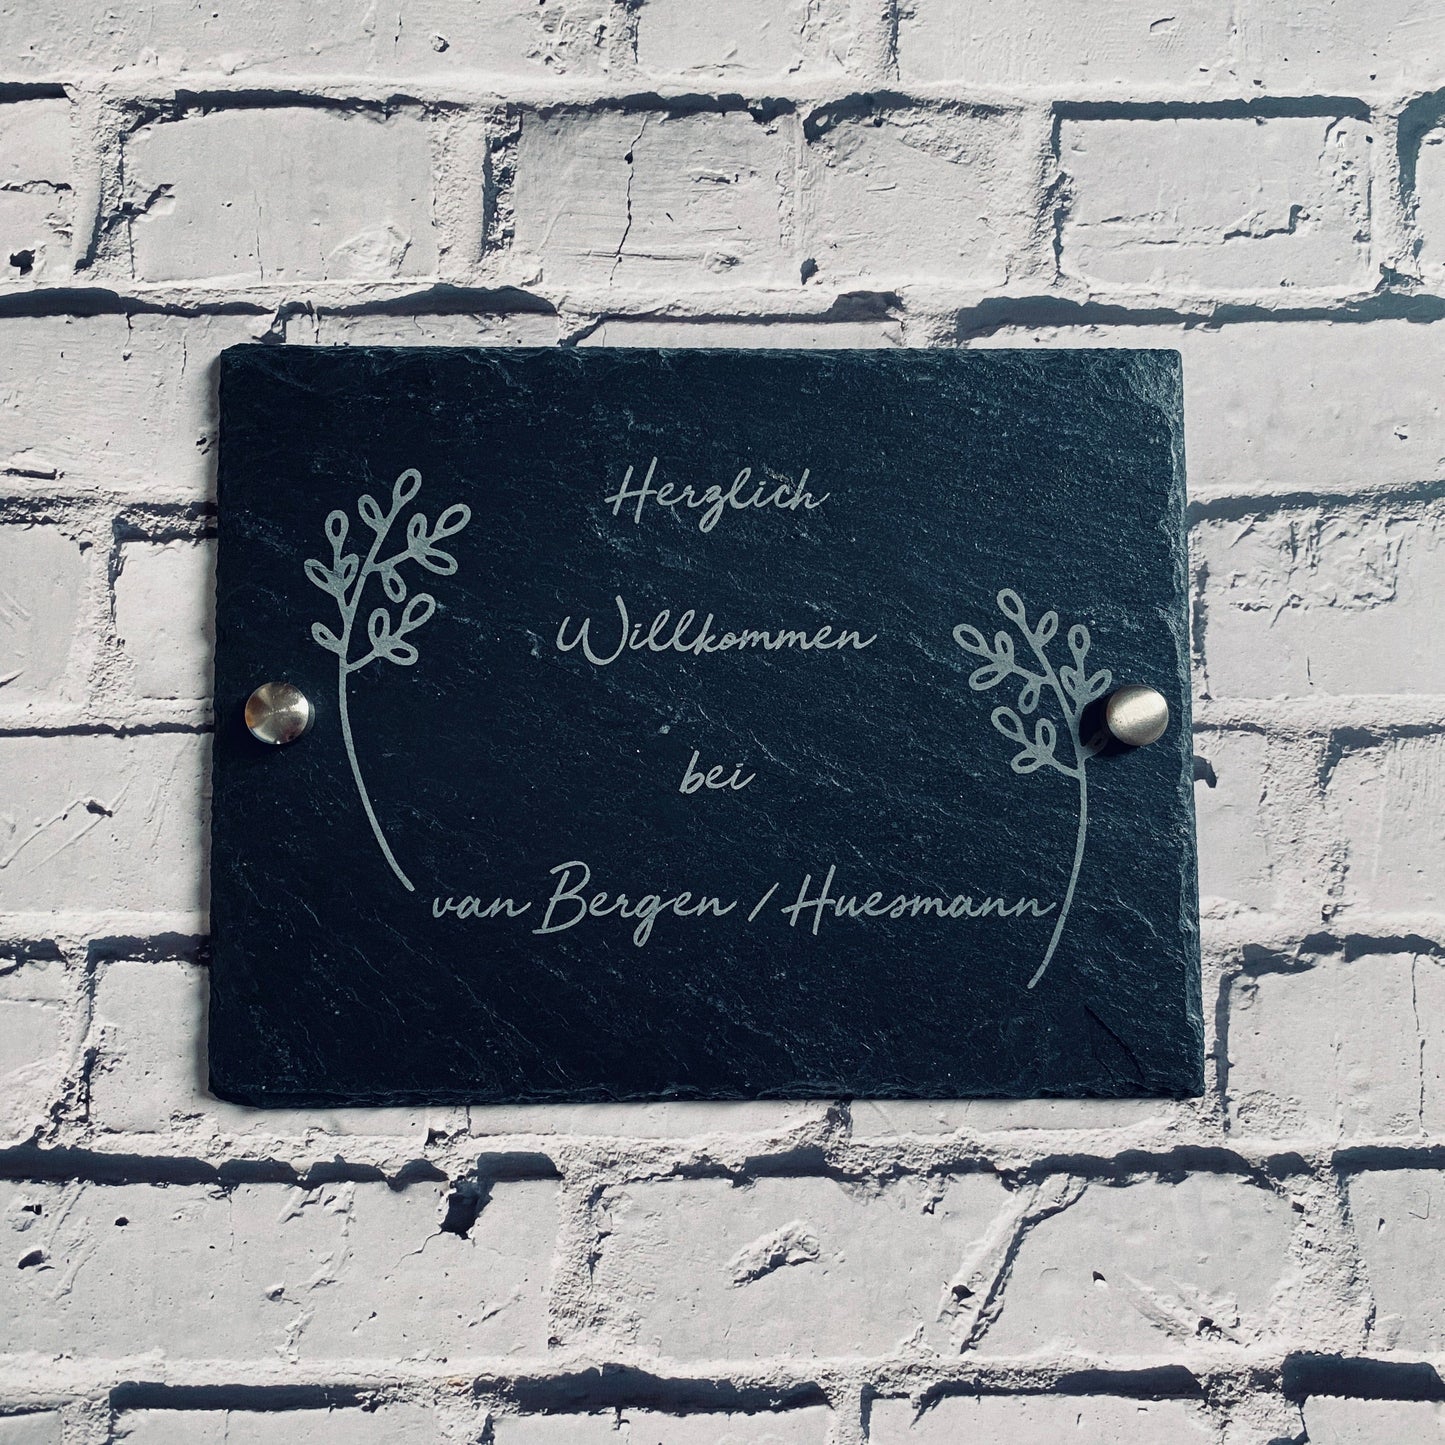 Herzlich
Willkommen
bei
van Bergen / Huesmann